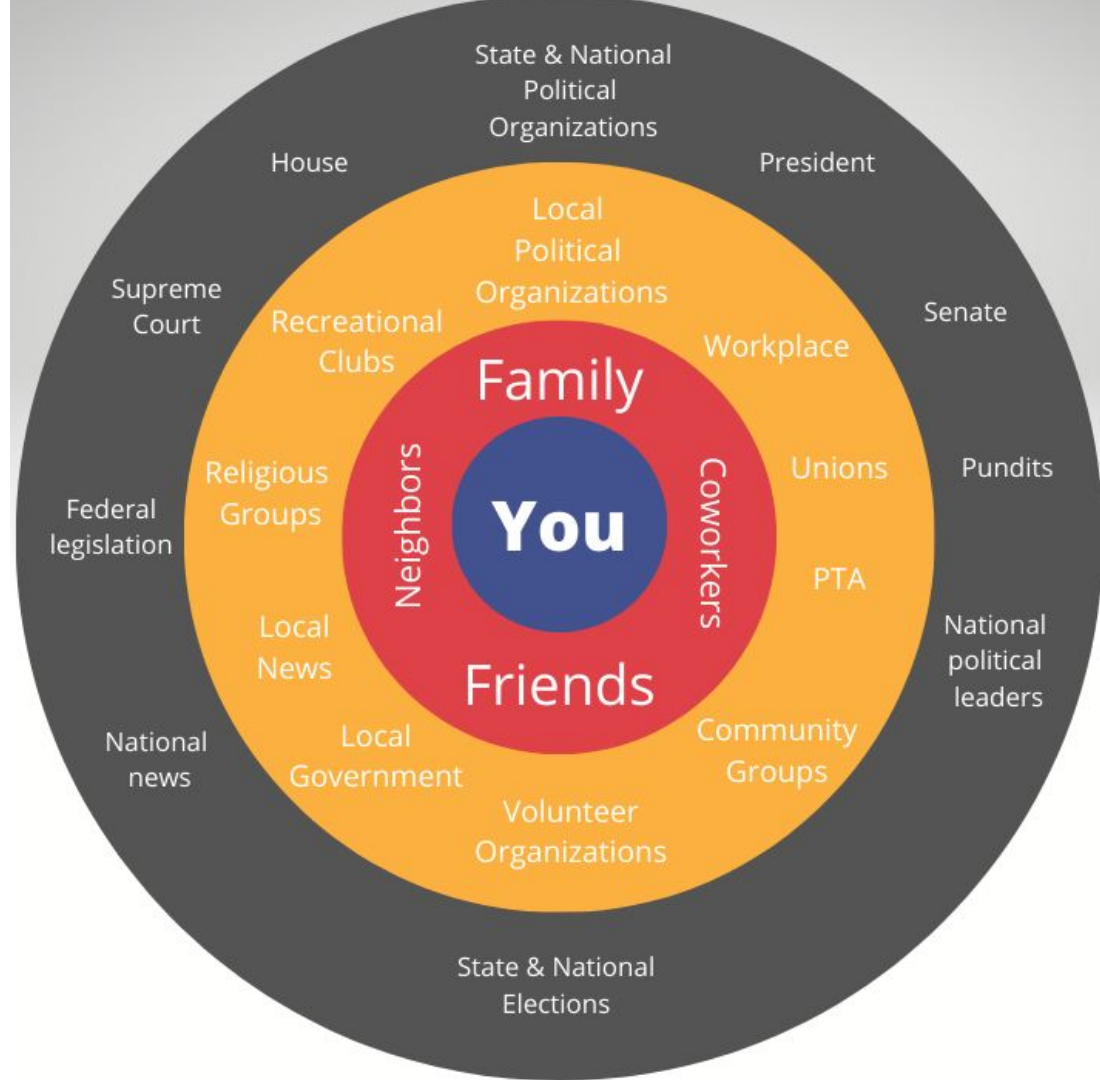 State & National
Political
Organizations
House
President
Local
Political
Organizations
Supreme
Court
Recreational
Clubs
Workplace
Senate
Family
Religious
Groups
Neighbors
You
Coworkers
Unions
Pundits
Federal
legislation
PTA
Local
News
Friends
National
political
leaders
National
news
Local
Government
Community
Groups
Volunteer
Organizations
State & National
Elections